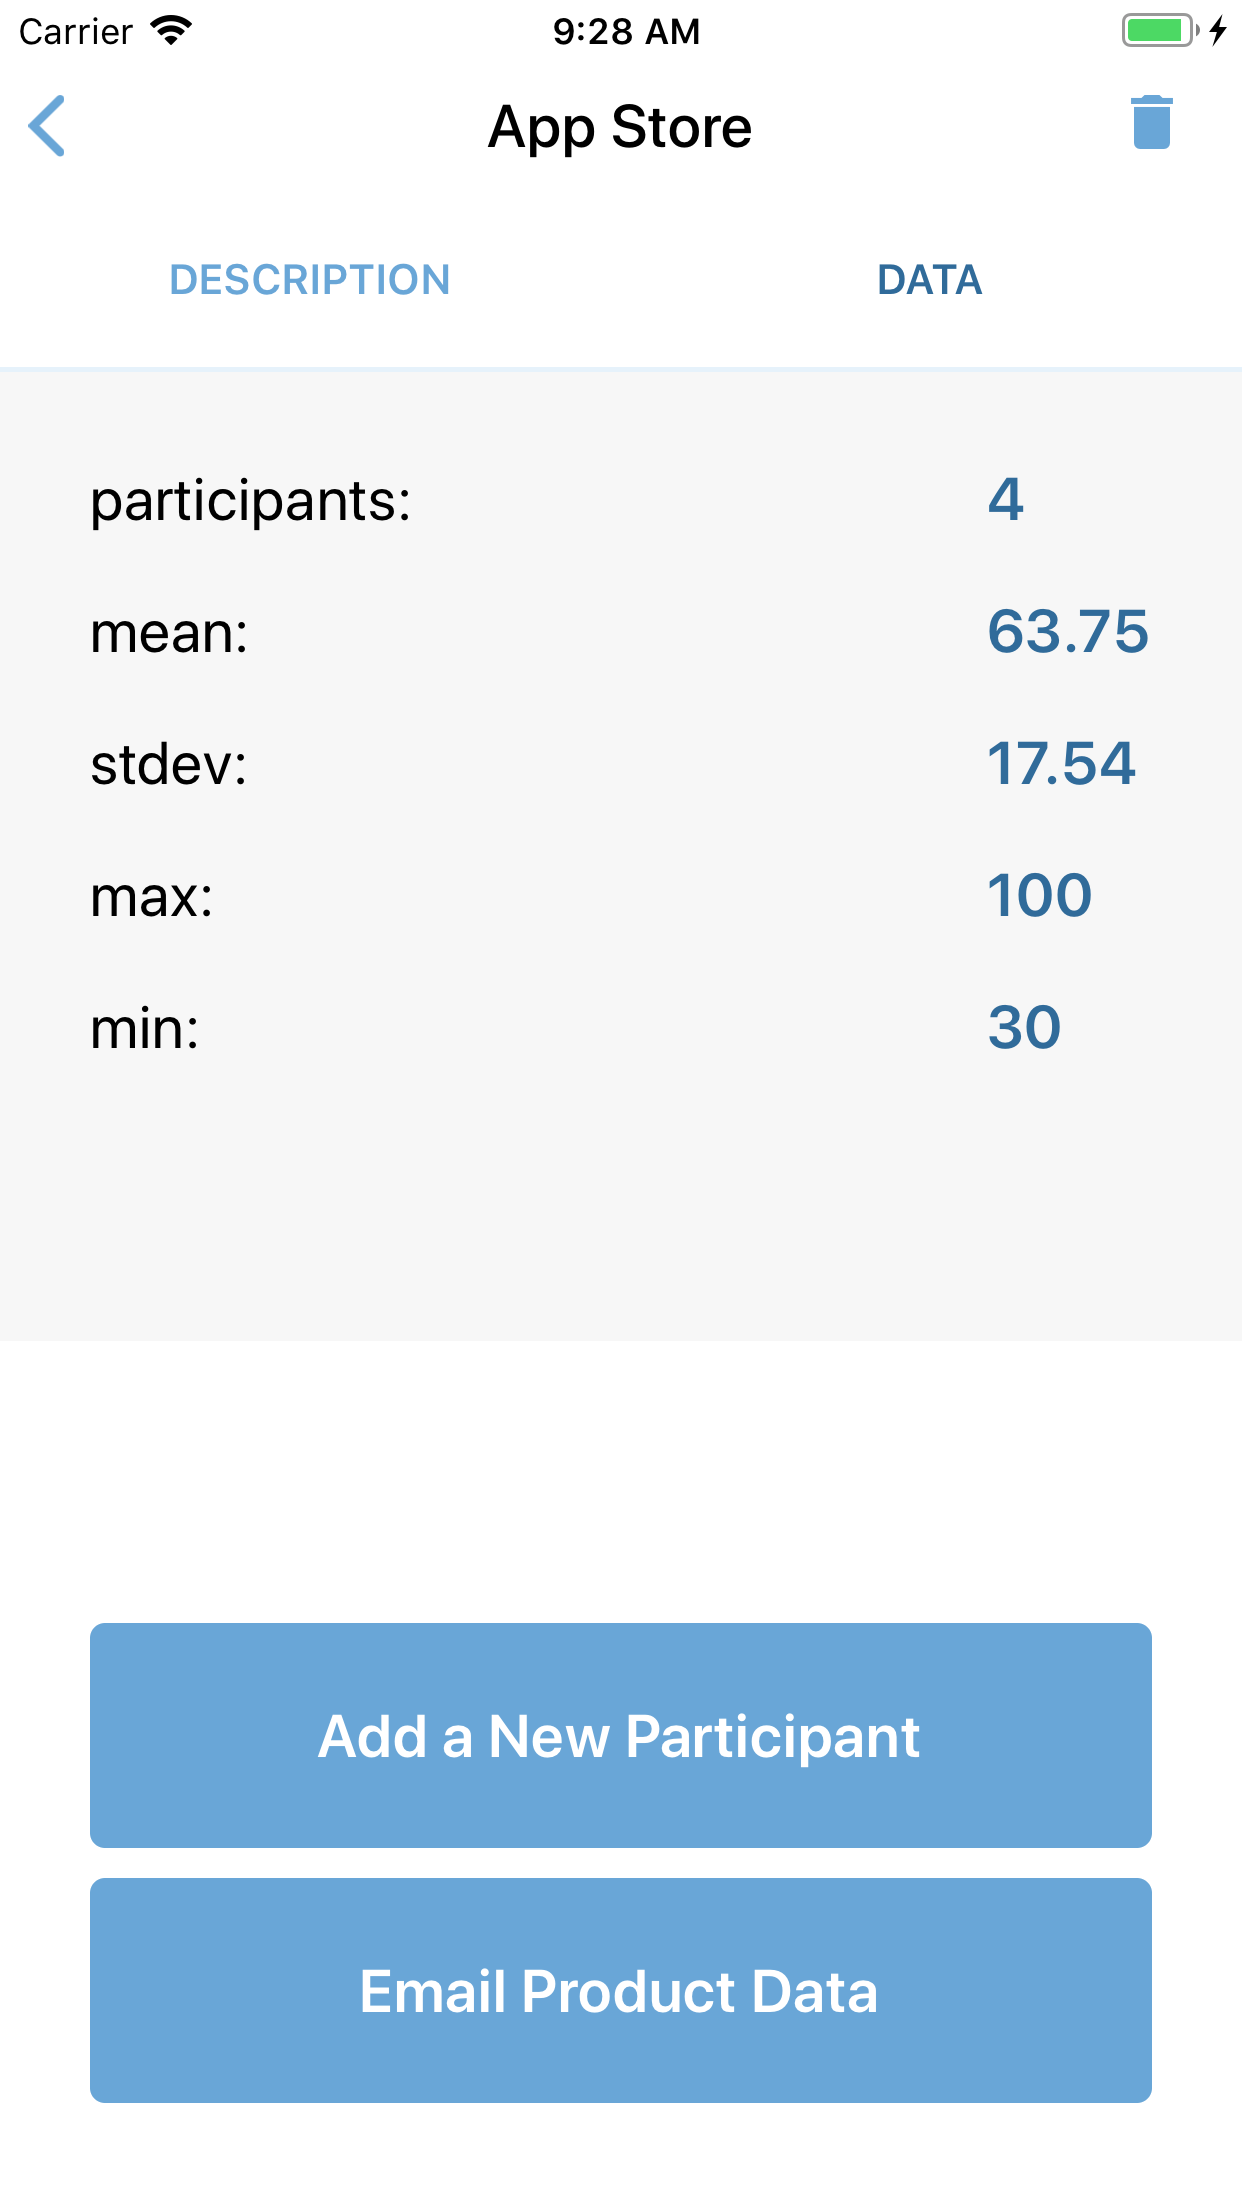 Carrier 9:28 AM
App Store
DESCRIPTION DATA
participants: 4
mean: 63.75
stdev: 17.54
max: 100
min: 30
Add a New Participant
Email Product Data